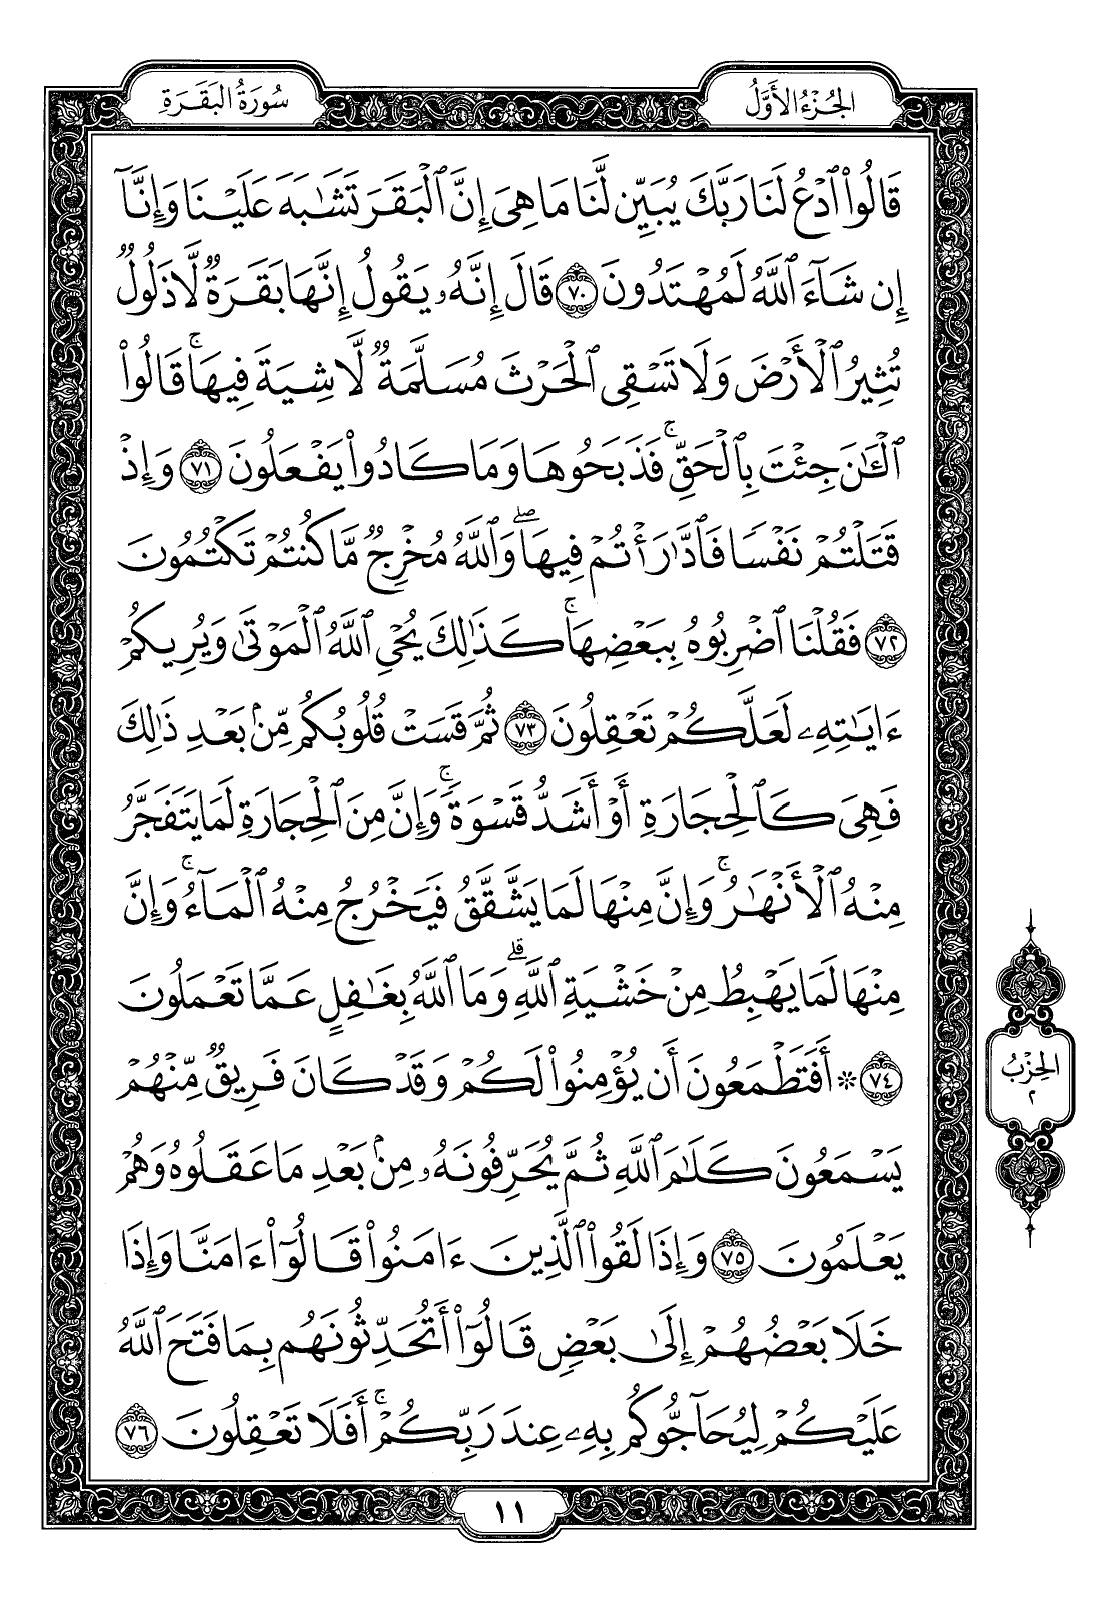 الجُزْءُ الأَوَّلُ
سُورَةُ البَقَرَةِ
قَالُوا۟ ٱدْعُ لَنَا رَبَّكَ يُبَيِّن لَّنَا مَا هِىَ إِنَّ ٱلْبَقَرَ تَشَـٰبَهَ عَلَيْنَا وَإِنَّآ
إِن شَآءَ ٱللَّهُ لَمُهْتَدُونَ ٧٠ قَالَ إِنَّهُۥ يَقُولُ إِنَّهَا بَقَرَةٌ لَّا ذَلُولٌ
تُثِيرُ ٱلْأَرْضَ وَلَا تَسْقِى ٱلْحَرْثَ مُسَلَّمَةٌ لَّا شِيَةَ فِيهَا ۚ قَالُوا۟
ٱلْـَٔـٰنَ جِئْتَ بِٱلْحَقِّ ۚ فَذَبَحُوهَا وَمَا كَادُوا۟ يَفْعَلُونَ ٧١ وَإِذْ
قَتَلْتُمْ نَفْسًا فَٱدَّٰرَْٰٔتُمْ فِيهَا ۖ وَٱللَّهُ مُخْرِجٌ مَّا كُنتُمْ تَكْتُمُونَ
٧٢ فَقُلْنَا ٱضْرِبُوهُ بِبَعْضِهَا ۚ كَذَٰلِكَ يُحْىِ ٱللَّهُ ٱلْمَوْتَىٰ وَيُرِيكُمْ
ءَايَـٰتِهِۦ لَعَلَّكُمْ تَعْقِلُونَ ٧٣ ثُمَّ قَسَتْ قُلُوبُكُم مِّنۢ بَعْدِ ذَٰلِكَ
فَهِىَ كَٱلْحِجَارَةِ أَوْ أَشَدُّ قَسْوَةً ۚ وَإِنَّ مِنَ ٱلْحِجَارَةِ لَمَا يَتَفَجَّرُ
مِنْهُ ٱلْأَنْهَـٰرُ ۚ وَإِنَّ مِنْهَا لَمَا يَشَّقَّقُ فَيَخْرُجُ مِنْهُ ٱلْمَآءُ ۚ وَإِنَّ
مِنْهَا لَمَا يَهْبِطُ مِنْ خَشْيَةِ ٱللَّهِ ۗ وَمَا ٱللَّهُ بِغَـٰفِلٍ عَمَّا تَعْمَلُونَ
٧٤ ۞ أَفَتَطْمَعُونَ أَن يُؤْمِنُوا۟ لَكُمْ وَقَدْ كَانَ فَرِيقٌ مِّنْهُمْ
يَسْمَعُونَ كَلَـٰمَ ٱللَّهِ ثُمَّ يُحَرِّفُونَهُۥ مِنۢ بَعْدِ مَا عَقَلُوهُ وَهُمْ
يَعْلَمُونَ ٧٥ وَإِذَا لَقُوا۟ ٱلَّذِينَ ءَامَنُوا۟ قَالُوٓا۟ ءَامَنَّا وَإِذَا
خَلَا بَعْضُهُمْ إِلَىٰ بَعْضٍ قَالُوٓا۟ أَتُحَدِّثُونَهُم بِمَا فَتَحَ ٱللَّهُ
عَلَيْكُمْ لِيُحَآجُّوكُم بِهِۦ عِندَ رَبِّكُمْ ۚ أَفَلَا تَعْقِلُونَ ٧٦
الحِزْبُ
٢
١١